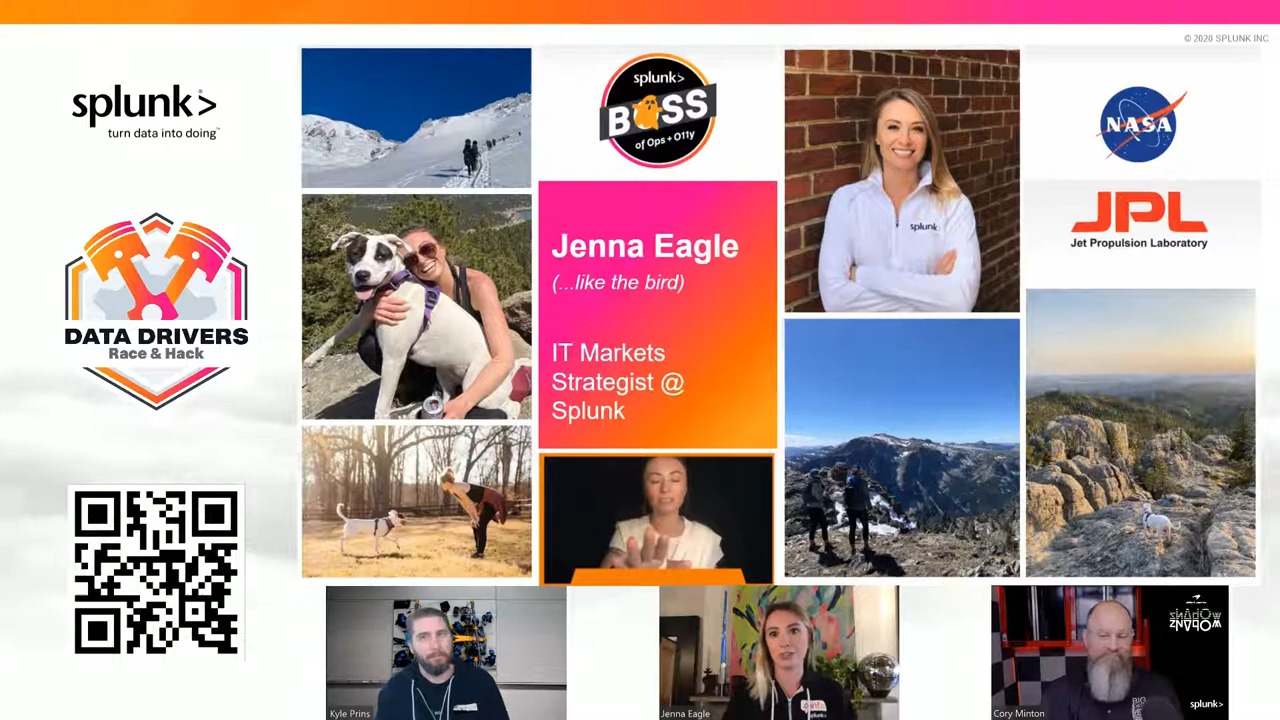 © 2020 SPLUNK INC
splunk>
turn data into doing™
DATA DRIVERS
Race & Hack
splunk>
BOSS
of Ops + O11y
Jenna Eagle
(...like the bird)
IT Markets
Strategist @
Splunk
splunk>
NASA
JPL
Jet Propulsion Laboratory
Kyle Prins
Jenna Eagle
Cory Minton
splunk>